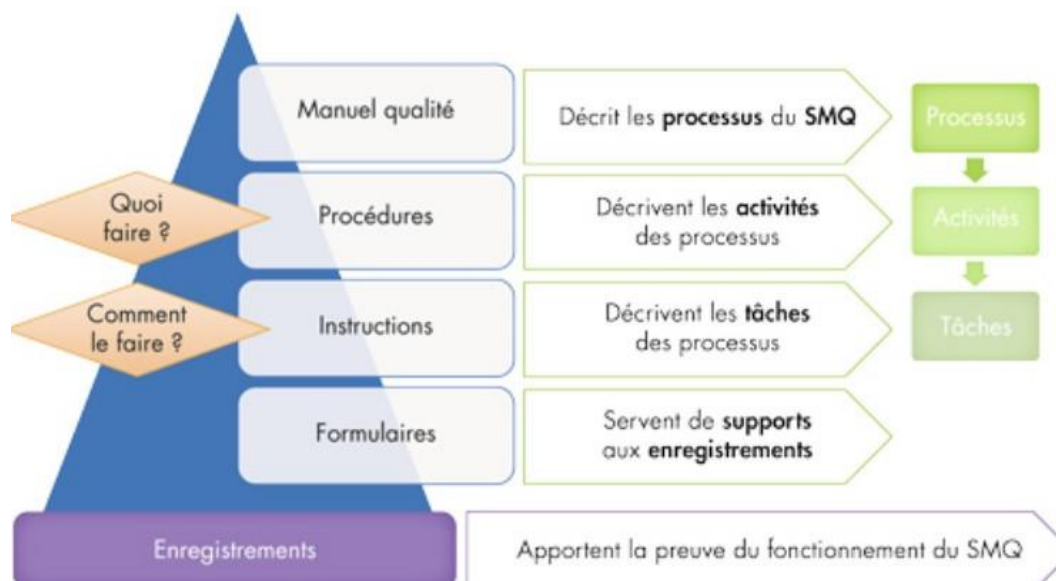 Manuel qualité
Décrit les processus du SMQ
Processus
Quoi
faire ?
Procédures
Décrivent les activités
des processus
Activités
Comment
le faire ?
Instructions
Décrivent les tâches
des processus
Tâches
Formulaires
Servent de supports
aux enregistrements
Enregistrements
Apportent la preuve du fonctionnement du SMQ